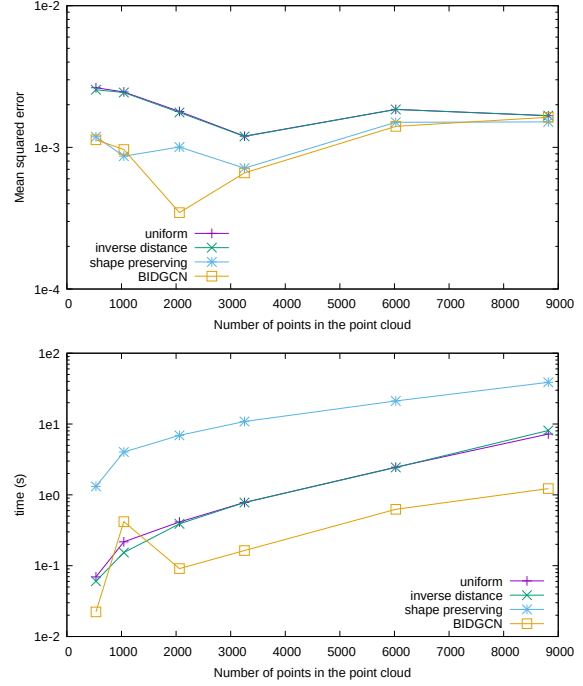 1e-2
1e-3
1e-4
Mean squared error
uniform
inverse distance
shape preserving
BIDGCN
0 1000 2000 3000 4000 5000 6000 7000 8000 9000
Number of points in the point cloud
1e2
1e1
1e0
1e-1
1e-2
time (s)
uniform
inverse distance
shape preserving
BIDGCN
0 1000 2000 3000 4000 5000 6000 7000 8000 9000
Number of points in the point cloud